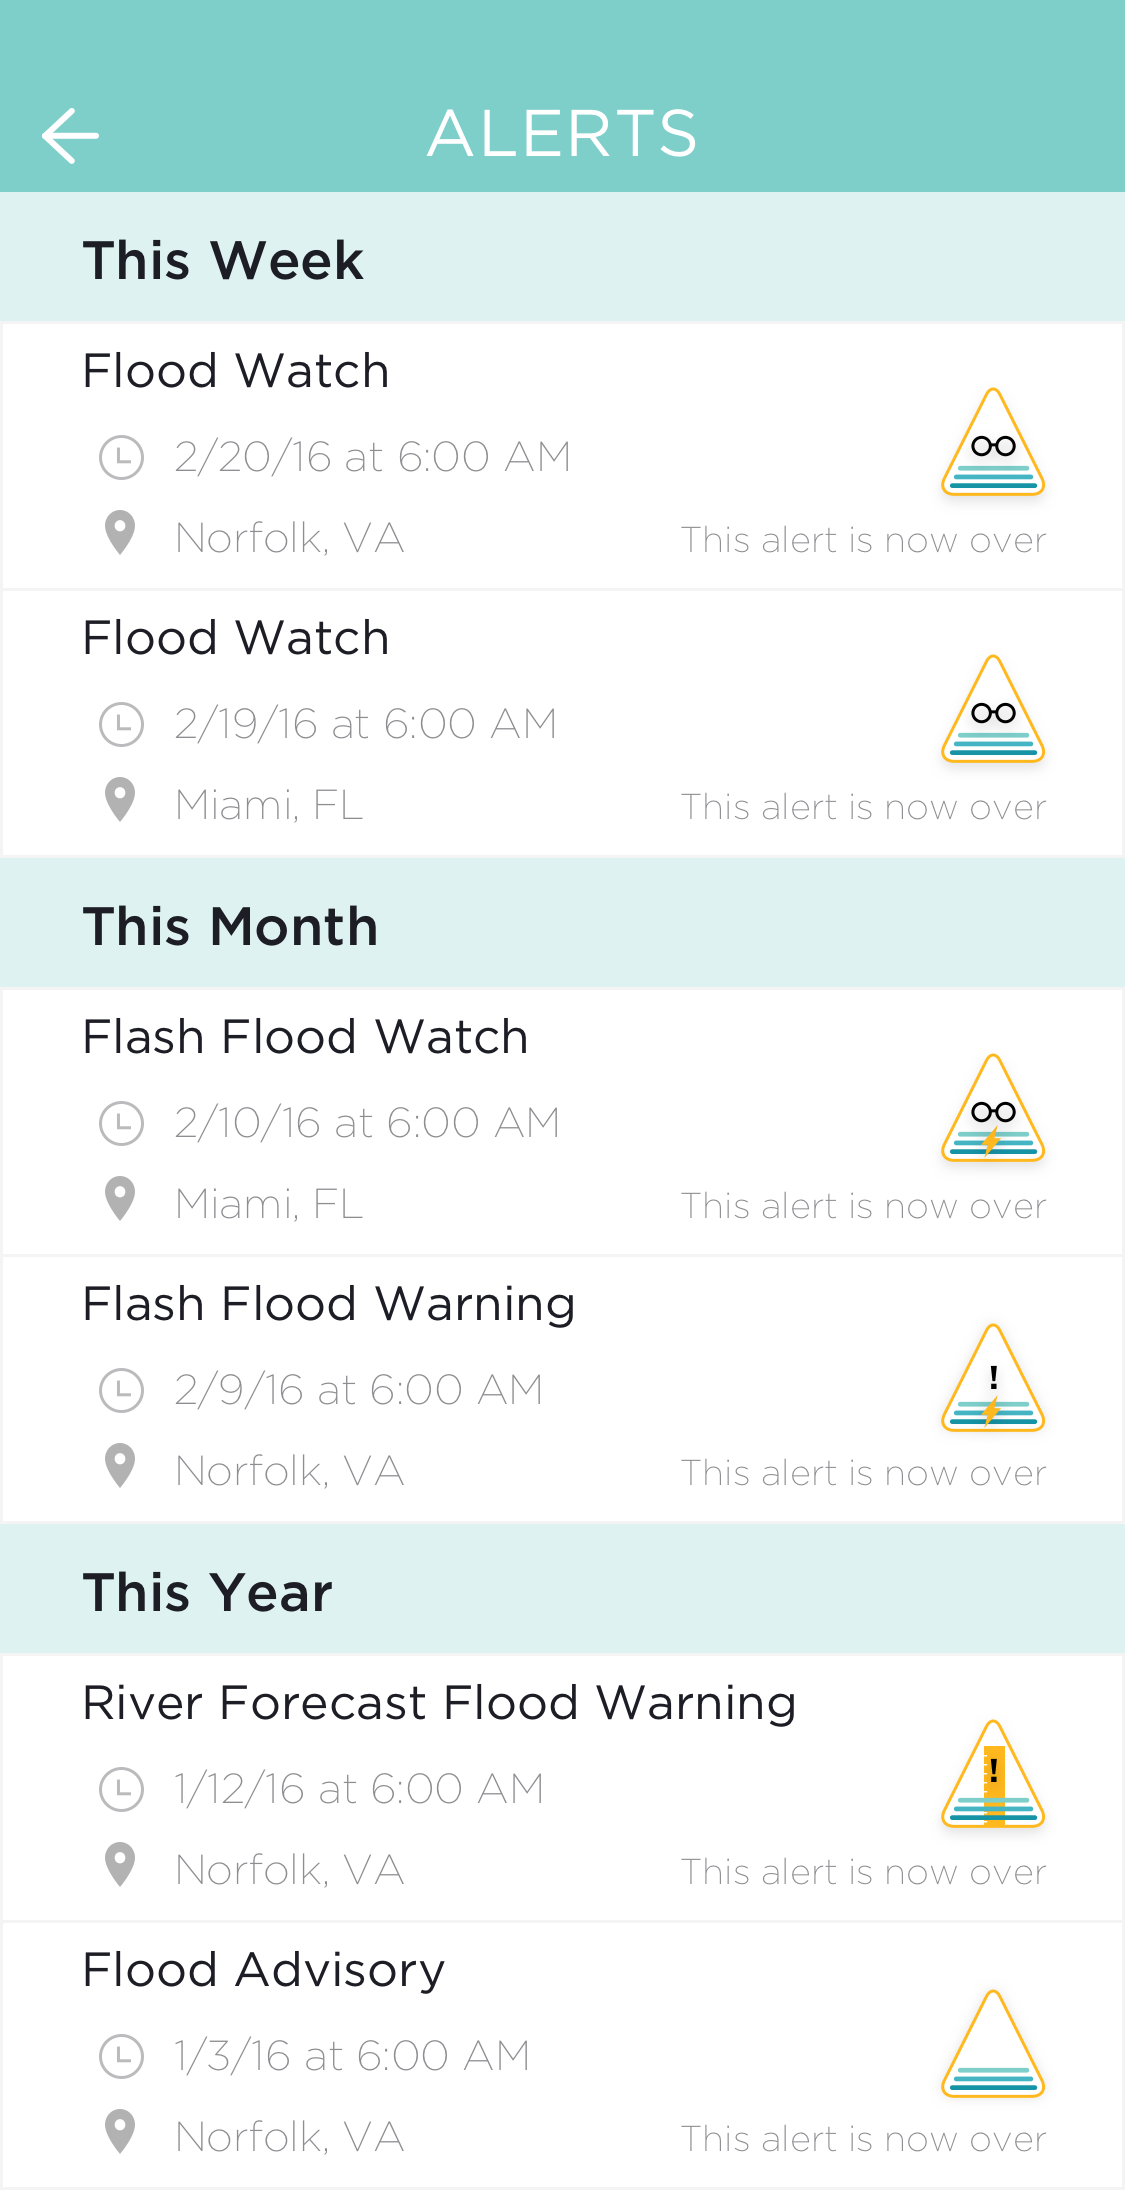 ALERTS
This Week
Flood Watch
2/20/16 at 6:00 AM
Norfolk, VA
This alert is now over
Flood Watch
2/19/16 at 6:00 AM
Miami, FL
This alert is now over
This Month
Flash Flood Watch
2/10/16 at 6:00 AM
Miami, FL
This alert is now over
Flash Flood Warning
!
2/9/16 at 6:00 AM
Norfolk, VA
This alert is now over
This Year
River Forecast Flood Warning
!
1/12/16 at 6:00 AM
Norfolk, VA
This alert is now over
Flood Advisory
1/3/16 at 6:00 AM
Norfolk, VA
This alert is now over